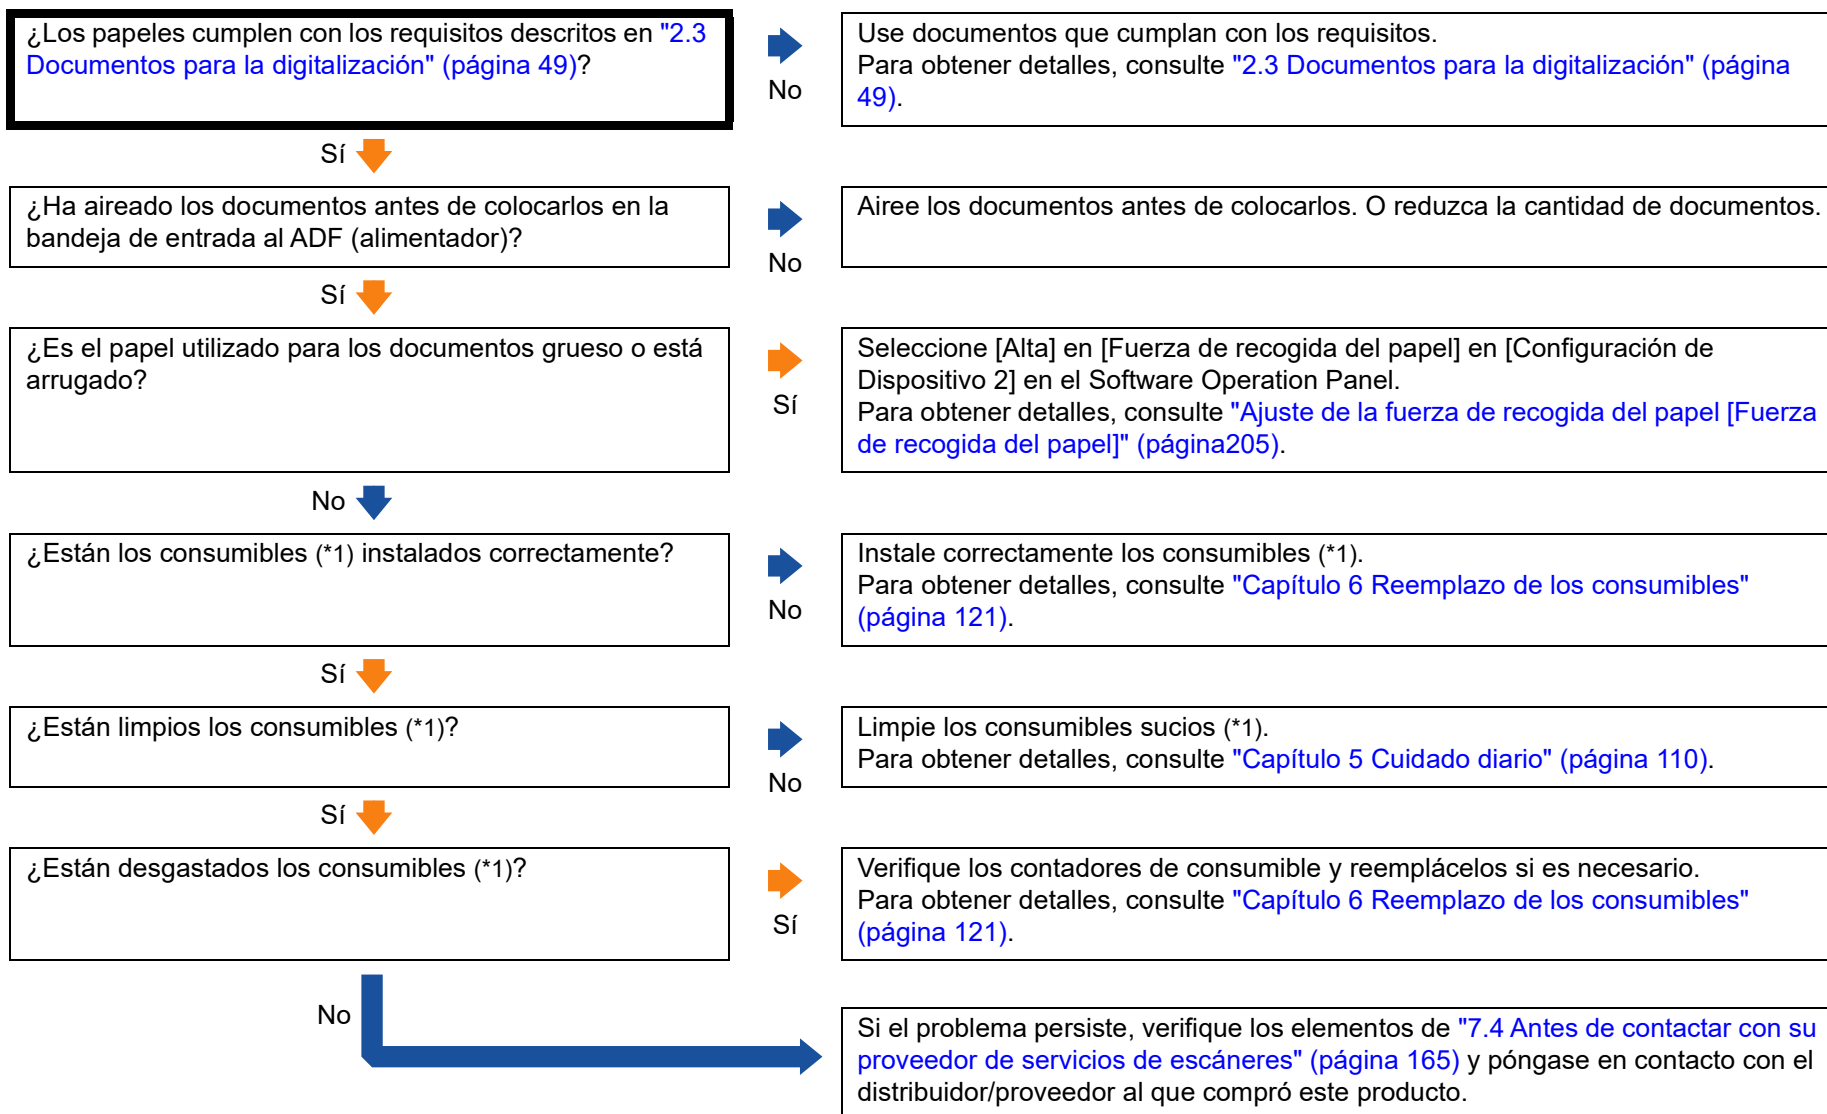 ¿Los papeles cumplen con los requisitos descritos en "2.3
Documentos para la digitalización" (página 49)?
No
Use documentos que cumplan con los requisitos.
Para obtener detalles, consulte "2.3 Documentos para la digitalización" (página
49).
Sí
¿Ha aireado los documentos antes de colocarlos en la
bandeja de entrada al ADF (alimentador)?
No
Airee los documentos antes de colocarlos. O reduzca la cantidad de documentos.
Sí
¿Es el papel utilizado para los documentos grueso o está
arrugado?
Sí
Seleccione [Alta] en [Fuerza de recogida del papel] en [Configuración de
Dispositivo 2] en el Software Operation Panel.
Para obtener detalles, consulte "Ajuste de la fuerza de recogida del papel [Fuerza
de recogida del papel]" (página205).
No
¿Están los consumibles (*1) instalados correctamente?
No
Instale correctamente los consumibles (*1).
Para obtener detalles, consulte "Capítulo 6 Reemplazo de los consumibles"
(página 121).
Sí
¿Están limpios los consumibles (*1)?
No
Limpie los consumibles sucios (*1).
Para obtener detalles, consulte "Capítulo 5 Cuidado diario" (página 110).
Sí
¿Están desgastados los consumibles (*1)?
Sí
Verifique los contadores de consumible y reemplácelos si es necesario.
Para obtener detalles, consulte "Capítulo 6 Reemplazo de los consumibles"
(página 121).
No
Si el problema persiste, verifique los elementos de "7.4 Antes de contactar con su
proveedor de servicios de escáneres" (página 165) y póngase en contacto con el
distribuidor/proveedor al que compró este producto.